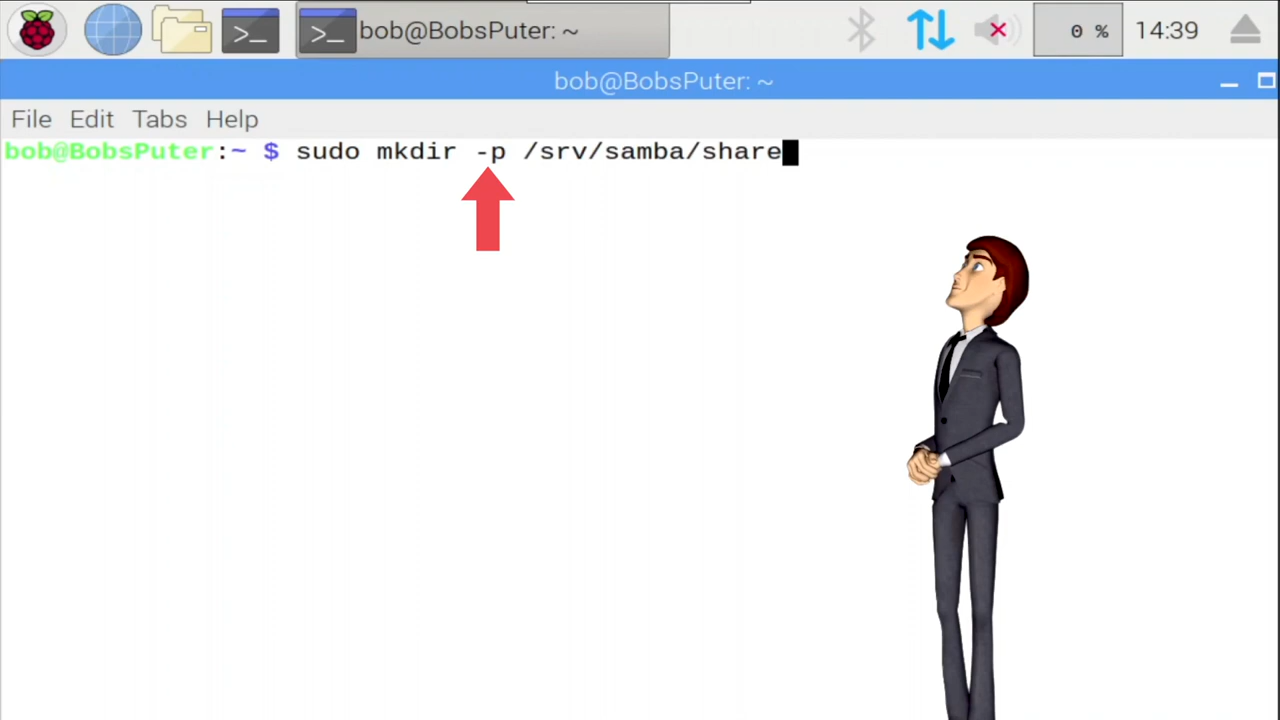 >_ >_ bob@BobsPuter: ~ 0 % 14:39
bob@BobsPuter: ~
File Edit Tabs Help
bob@BobsPuter:~ $ sudo mkdir -p /srv/samba/share